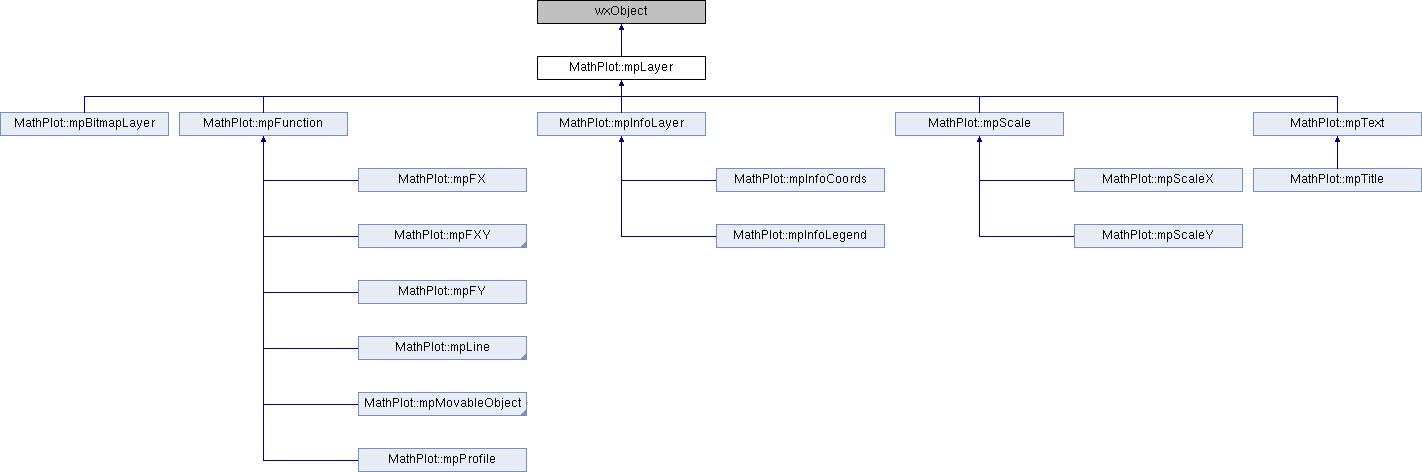 wxObject
MathPlot::mpLayer
MathPlot::mpBitmapLayer
MathPlot::mpFunction
MathPlot::mpInfoLayer
MathPlot::mpScale
MathPlot::mpText
MathPlot::mpFX
MathPlot::mpInfoCoords
MathPlot::mpScaleX
MathPlot::mpTitle
MathPlot::mpFXY
MathPlot::mpInfoLegend
MathPlot::mpScaleY
MathPlot::mpFY
MathPlot::mpLine
MathPlot::mpMovableObject
MathPlot::mpProfile